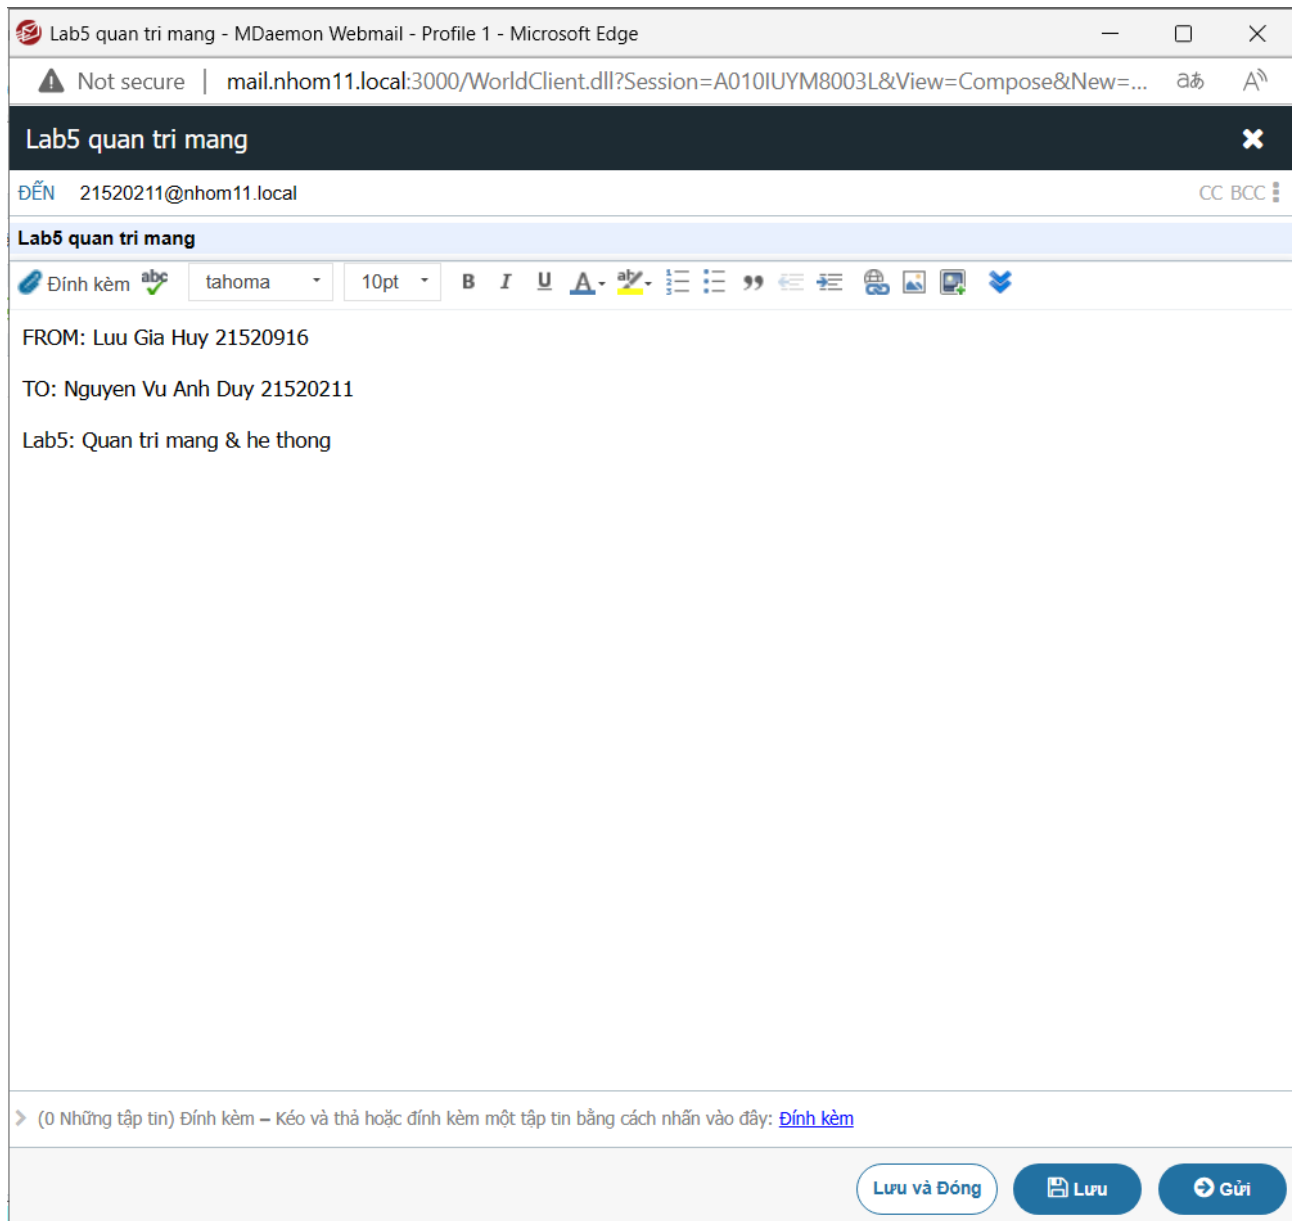 Lab5 quan tri mang - MDaemon Webmail - Profile 1 - Microsoft Edge
Not secure | mail.nhom11.local:3000/WorldClient.dll?Session=A010IUYM8003L&View=Compose&New=...
Lab5 quan tri mang
ĐẾN 21520211@nhom11.local CC BCC
Lab5 quan tri mang
Đính kèm abc tahoma 10pt B I U A ab
FROM: Luu Gia Huy 21520916
TO: Nguyen Vu Anh Duy 21520211
Lab5: Quan tri mang & he thong
(0 Những tập tin) Đính kèm – Kéo và thả hoặc đính kèm một tập tin bằng cách nhấn vào đây: Đính kèm
Lưu và Đóng Lưu Gửi